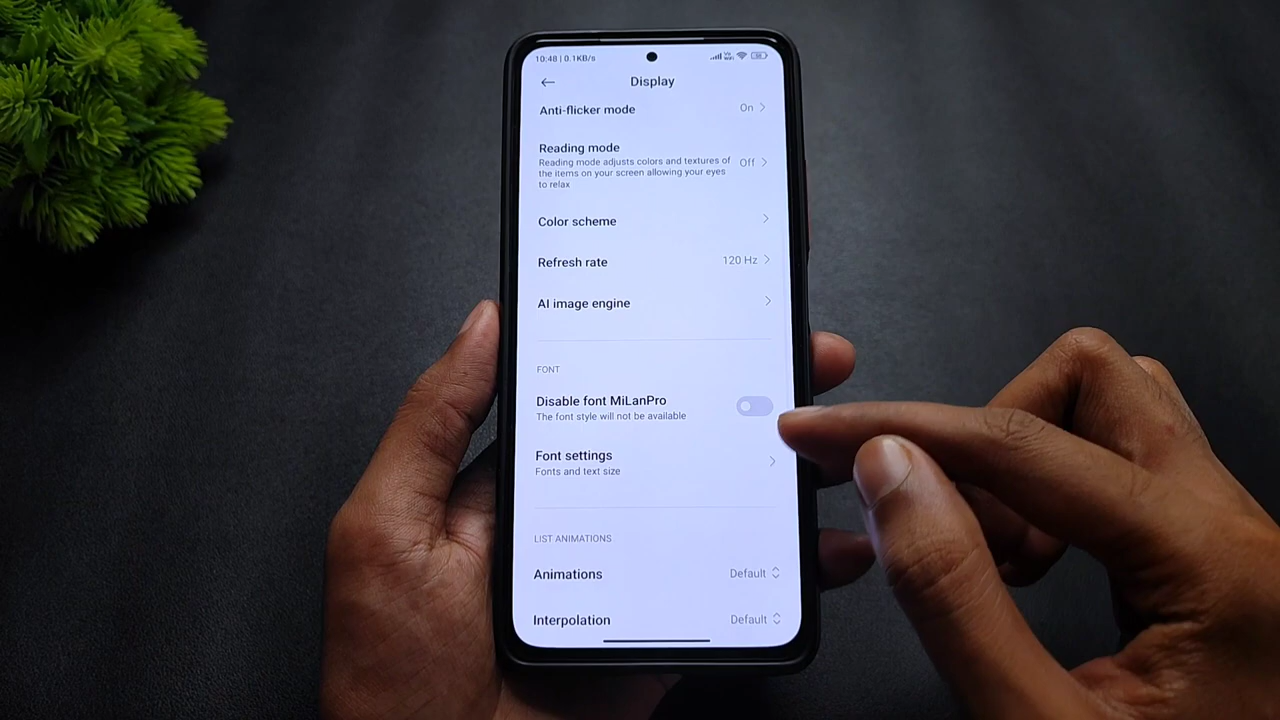 10:48 | 0.1KB/s
Display
Anti-flicker mode
On
Reading mode
Reading mode adjusts colors and textures of
the items on your screen allowing your eyes
to relax
Off
Color scheme
Refresh rate
120 Hz
AI image engine
FONT
Disable font MiLanPro
The font style will not be available
Font settings
Fonts and text size
LIST ANIMATIONS
Animations
Default
Interpolation
Default